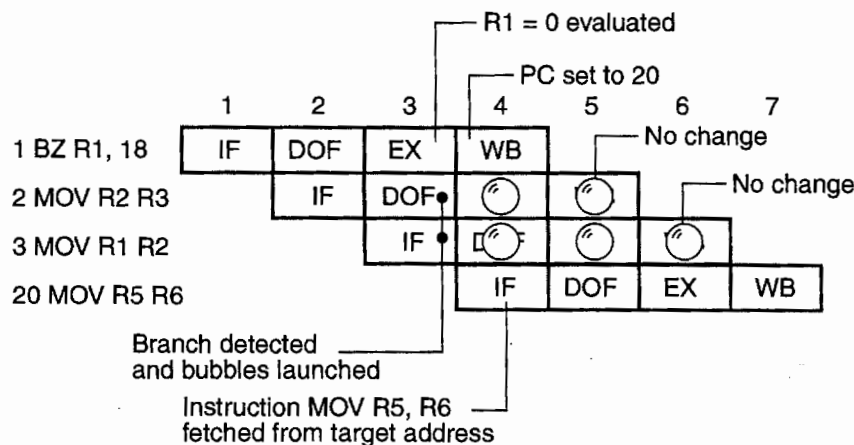 R1 = 0 evaluated
PC set to 20
1 2 3 4 5 6 7
No change
1 BZ R1, 18 IF DOF EX WB
No change
2 MOV R2 R3 IF DOF
3 MOV R1 R2 IF
20 MOV R5 R6 IF DOF EX WB
Branch detected
and bubbles launched
Instruction MOV R5, R6
fetched from target address